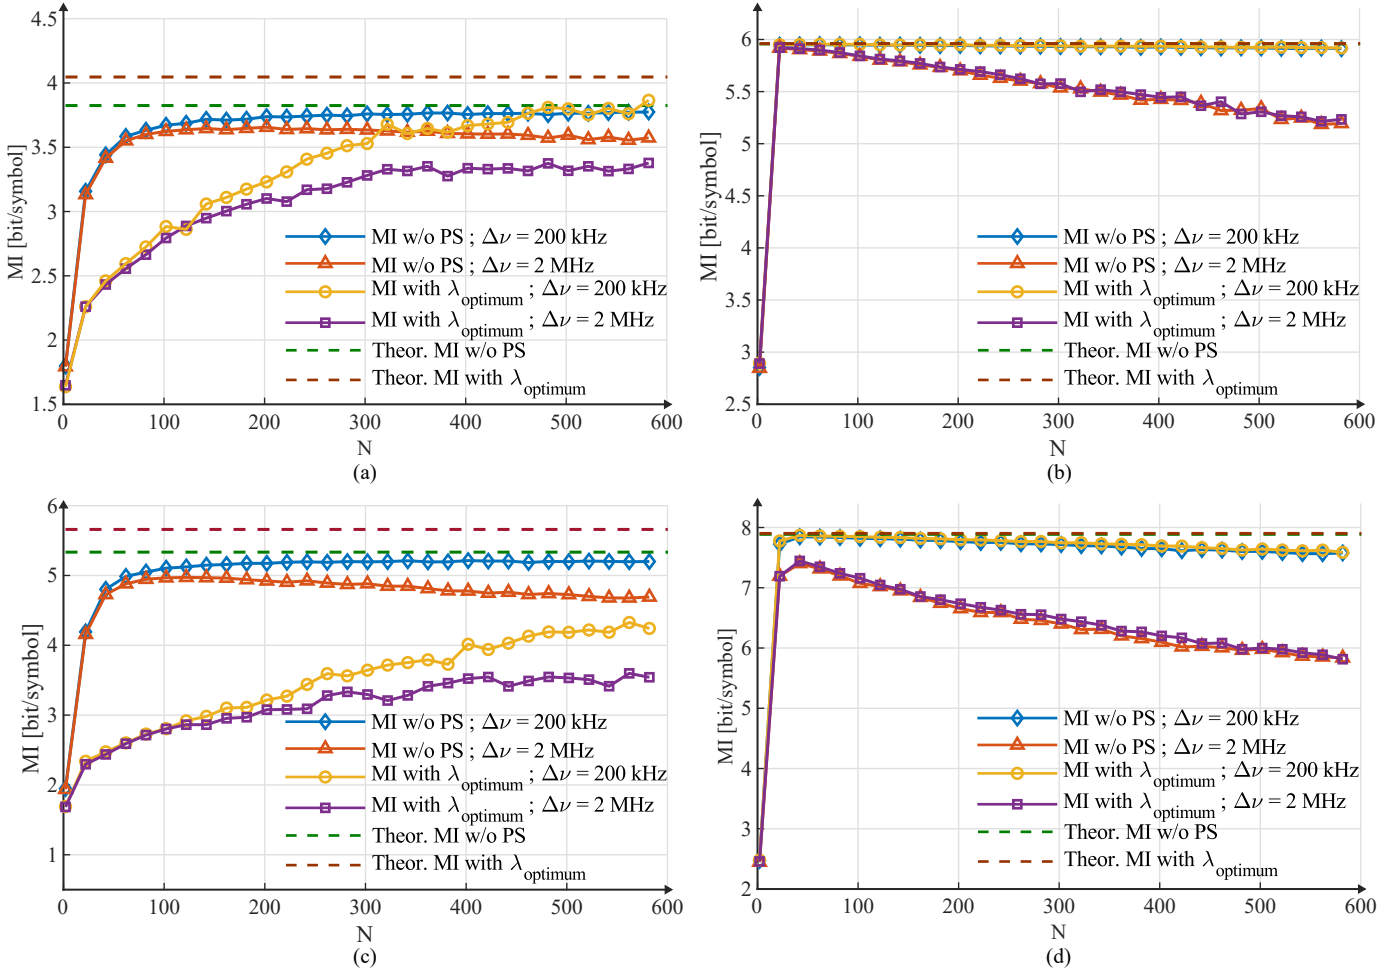 4.5
4
3.5
3
2.5
2
1.5
MI [bit/symbol]
MI w/o PS ; Δν = 200 kHz
MI w/o PS ; Δν = 2 MHz
MI with λoptimum ; Δν = 200 kHz
MI with λoptimum ; Δν = 2 MHz
Theor. MI w/o PS
Theor. MI with λoptimum
0 100 200 300 400 500 600
N
(a)
6
5.5
5
4.5
4
3.5
3
2.5
MI [bit/symbol]
MI w/o PS ; Δν = 200 kHz
MI w/o PS ; Δν = 2 MHz
MI with λoptimum ; Δν = 200 kHz
MI with λoptimum ; Δν = 2 MHz
Theor. MI w/o PS
Theor. MI with λoptimum
0 100 200 300 400 500 600
N
(b)
6
5
4
3
2
1
MI [bit/symbol]
MI w/o PS ; Δν = 200 kHz
MI w/o PS ; Δν = 2 MHz
MI with λoptimum ; Δν = 200 kHz
MI with λoptimum ; Δν = 2 MHz
Theor. MI w/o PS
Theor. MI with λoptimum
0 100 200 300 400 500 600
N
(c)
8
7
6
5
4
3
2
MI [bit/symbol]
MI w/o PS ; Δν = 200 kHz
MI w/o PS ; Δν = 2 MHz
MI with λoptimum ; Δν = 200 kHz
MI with λoptimum ; Δν = 2 MHz
Theor. MI w/o PS
Theor. MI with λoptimum
0 100 200 300 400 500 600
N
(d)